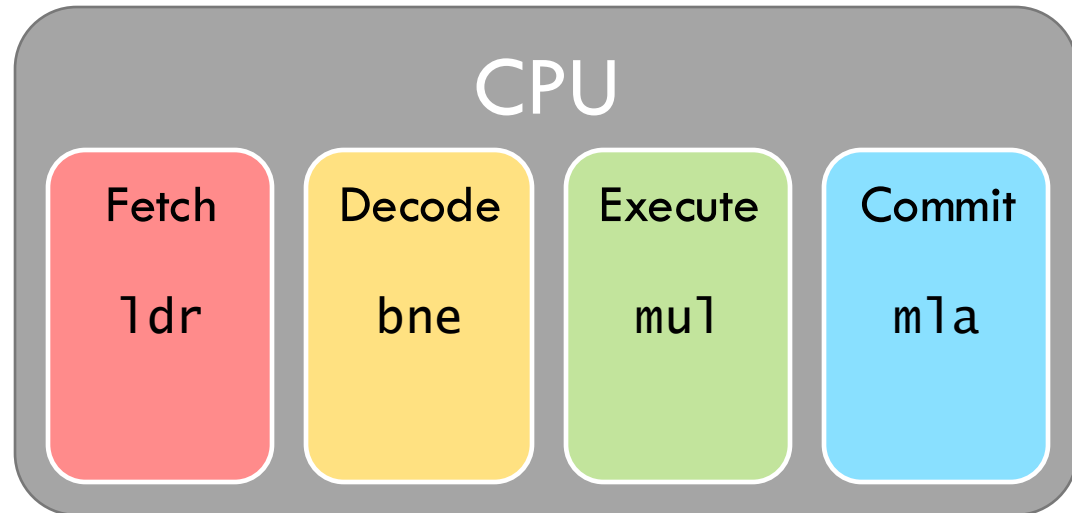 CPU
Fetch
Decode
Execute
Commit
ldr
bne
mul
mla